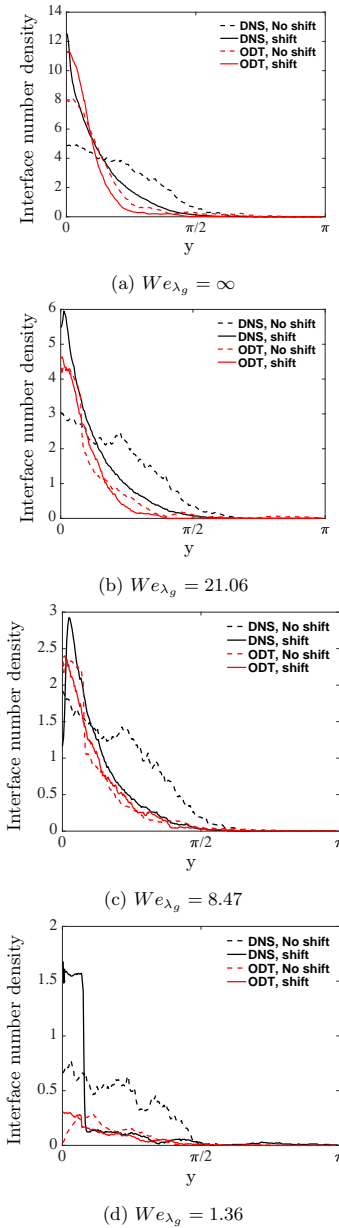 14
12
10
8
6
4
2
0
Interface number density
DNS, No shift
DNS, shift
ODT, No shift
ODT, shift
0
π/2
π
y
(a) We_{λ_g} = ∞
6
5
4
3
2
1
0
Interface number density
DNS, No shift
DNS, shift
ODT, No shift
ODT, shift
0
π/2
π
y
(b) We_{λ_g} = 21.06
3
2.5
2
1.5
1
0.5
0
Interface number density
DNS, No shift
DNS, shift
ODT, No shift
ODT, shift
0
π/2
π
y
(c) We_{λ_g} = 8.47
2
1.5
1
0.5
0
Interface number density
DNS, No shift
DNS, shift
ODT, No shift
ODT, shift
0
π/2
π
y
(d) We_{λ_g} = 1.36